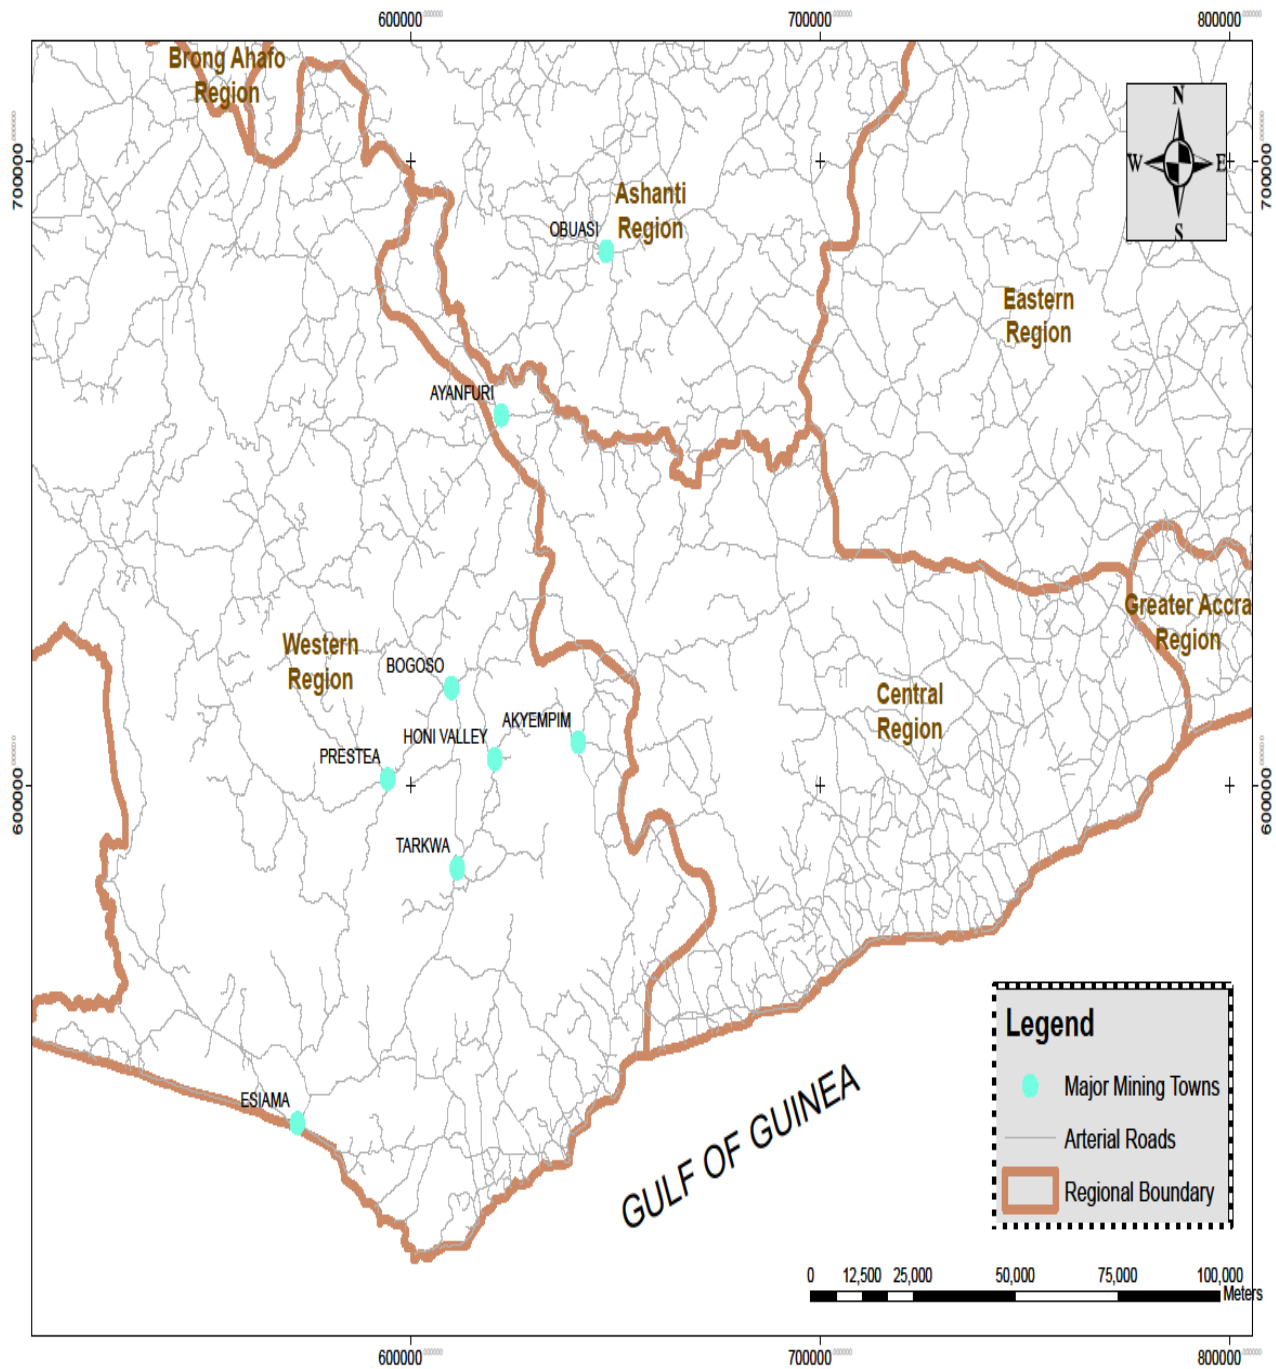 600000
700000
800000
Brong Ahafo
Region
N
W
E
S
700000
700000
Ashanti
Region
OBUASI
Eastern
Region
AYANFURI
Greater Accra
Region
Western
Region
BOGOSO
Central
Region
AKYEMPIM
HONI VALLEY
PRESTEA
600000
600000
TARKWA
Legend
Major Mining Towns
Arterial Roads
Regional Boundary
ESIAMA
GULF OF GUINEA
0 12,500 25,000 50,000 75,000 100,000
Meters
600000
700000
800000